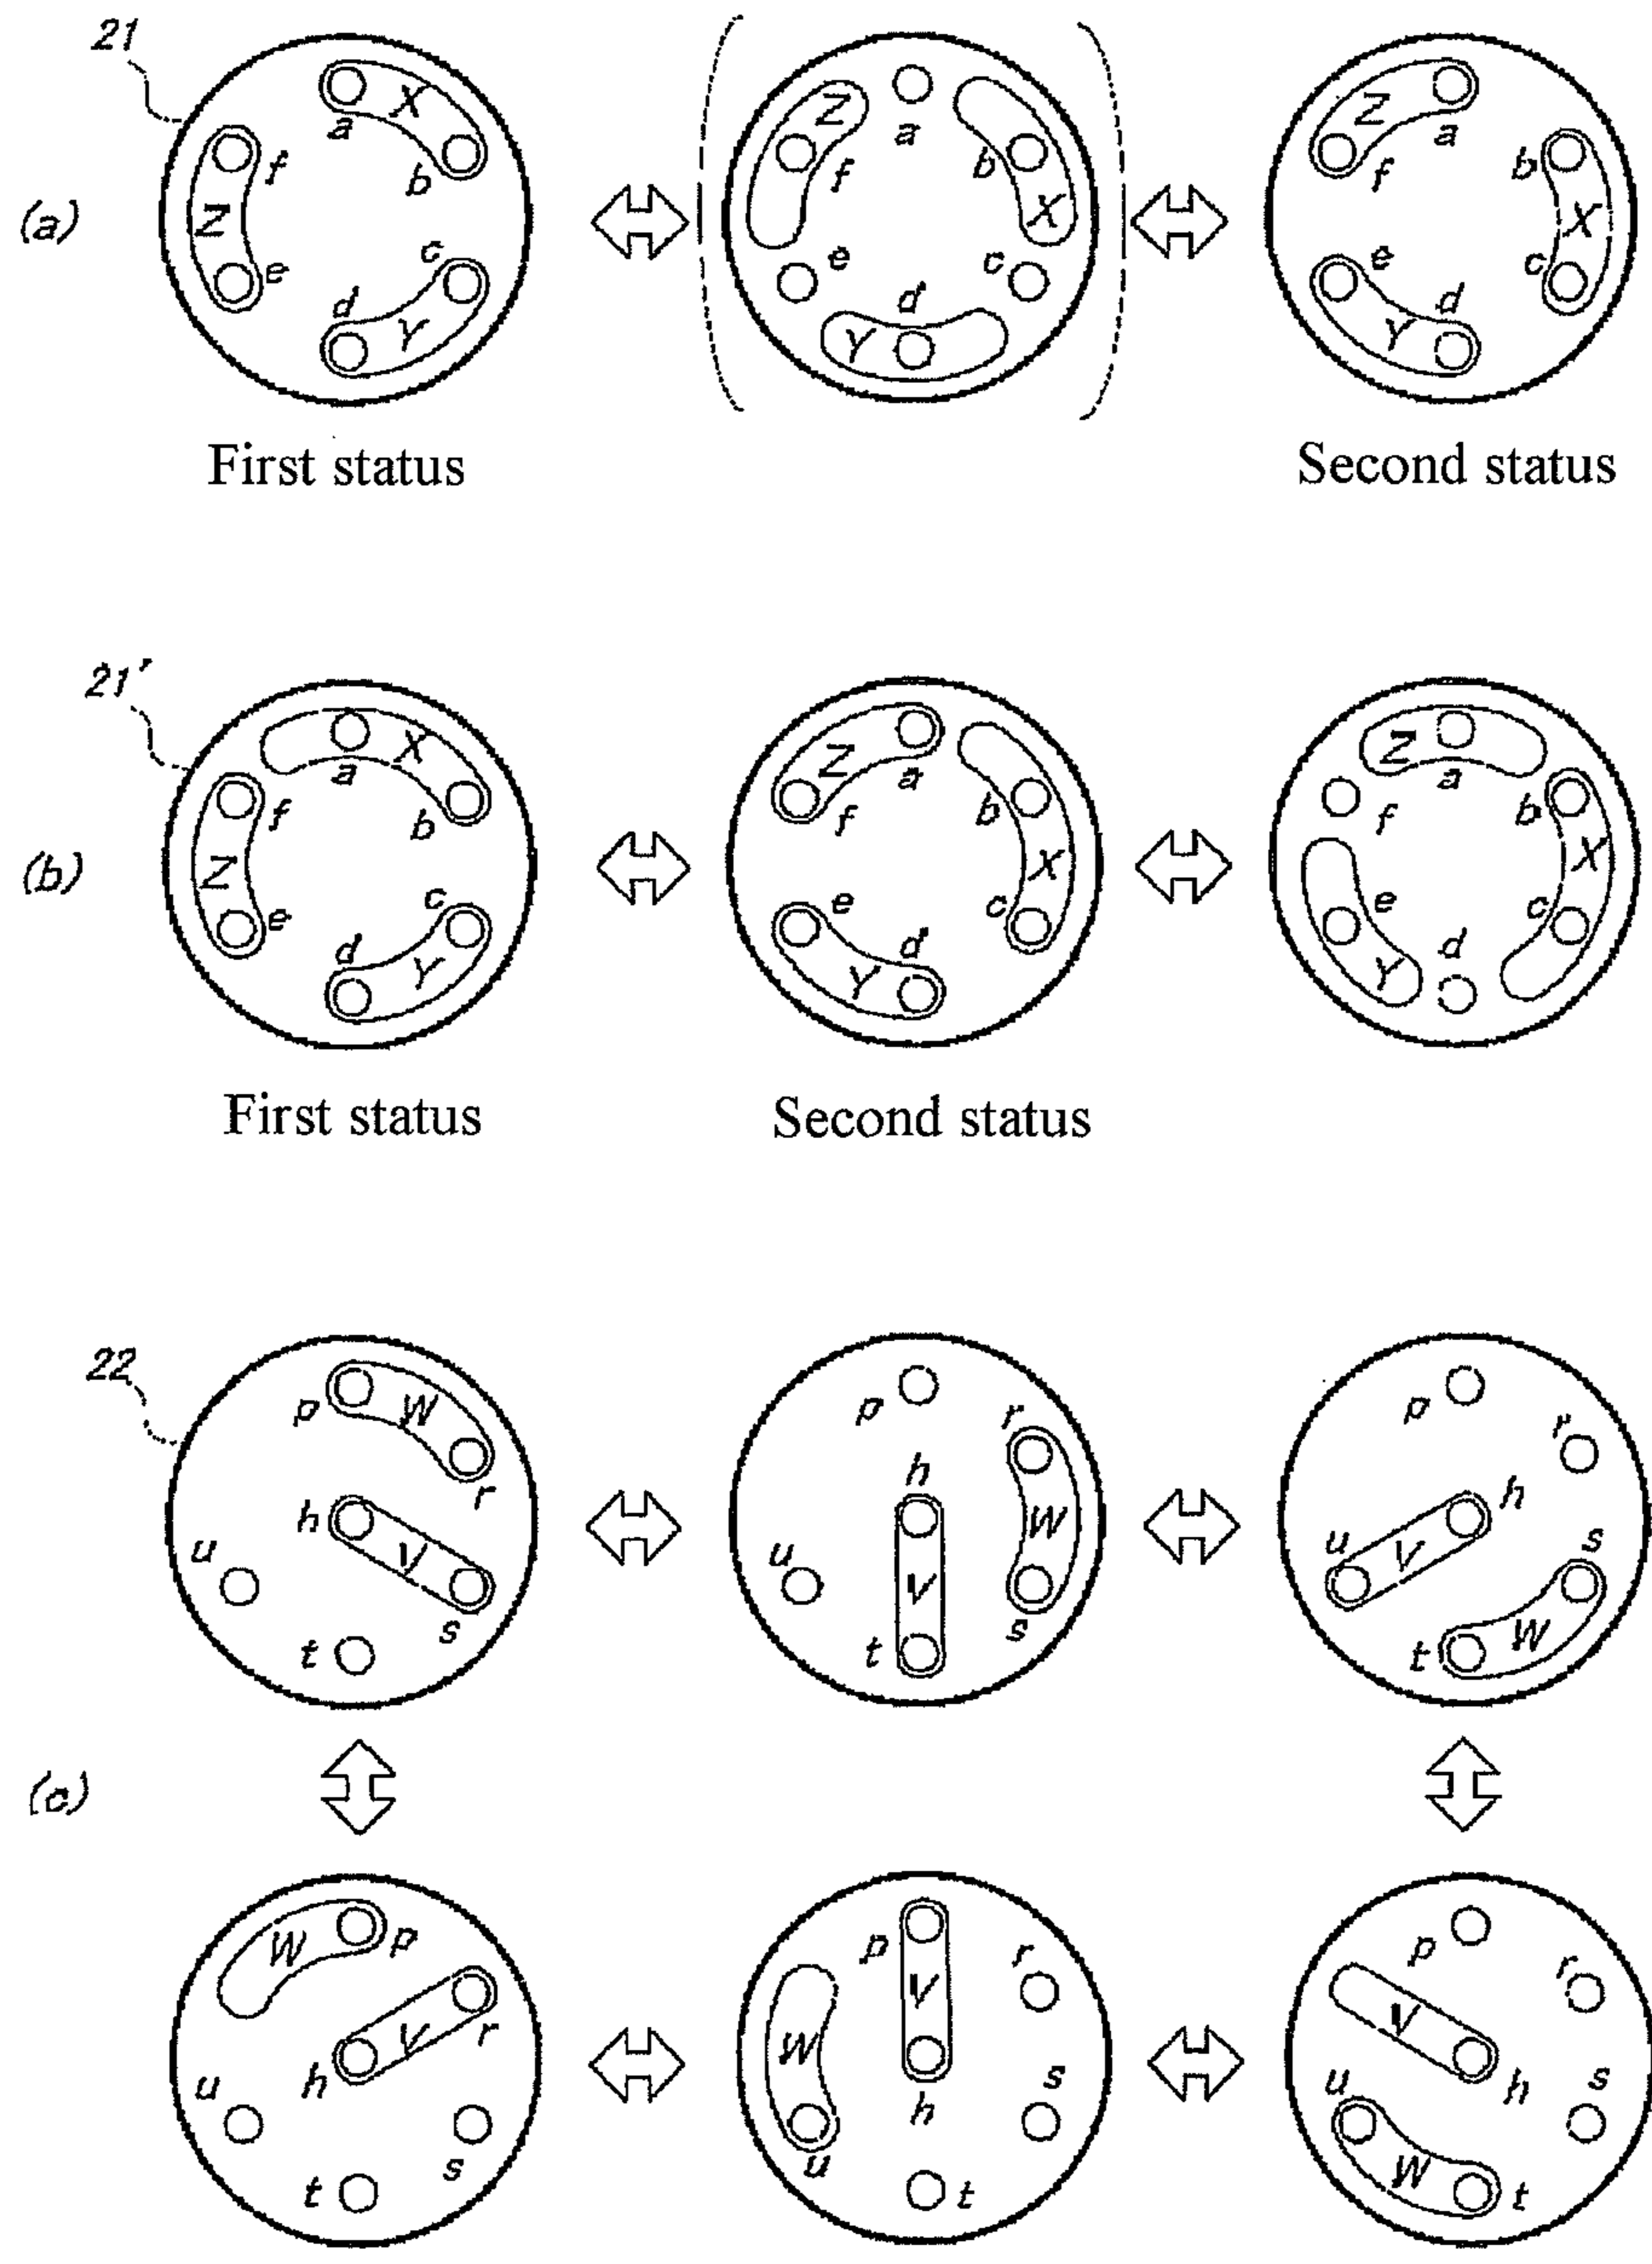 21
a X b
f Z e
c d Y
(a)
Z f a b X
e c d Y
Z a f
b X c
e Y d
First status
Second status
21'
a X b
f Z e
c d Y
(b)
Z a f
b X c
e d Y
Z a f
b X c
e Y d
First status
Second status
22
p W r
h V s
u t
p r
h W
u V
t s
p r
h
u V s
t W
(c)
W p
V r
u h
t s
p r
V
W h s
u t
p r
V
u h s
W t